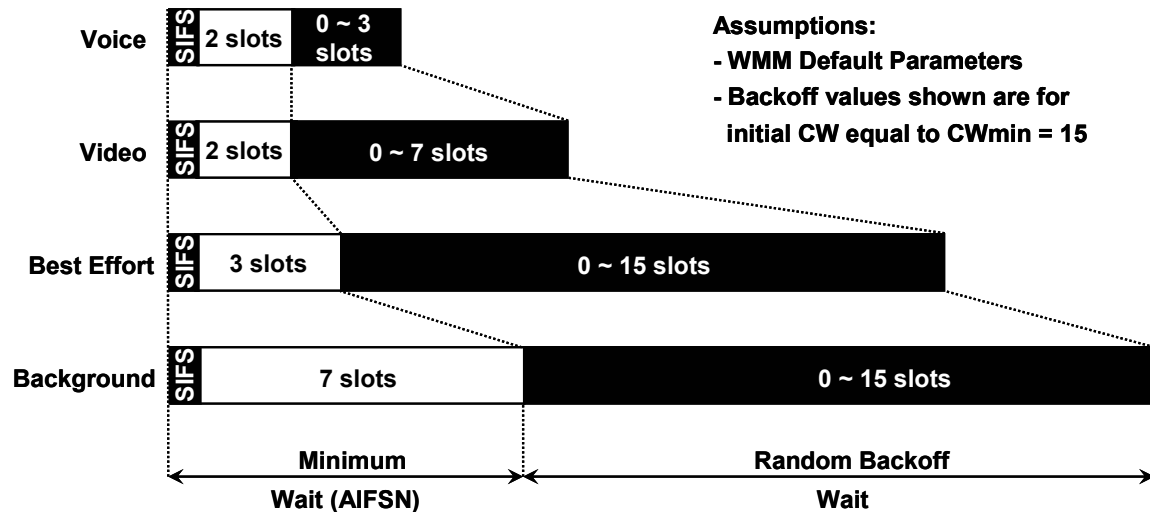 Voice
SIFS
2 slots
0 ~ 3
slots
Assumptions:
- WMM Default Parameters
- Backoff values shown are for
initial CW equal to CWmin = 15
Video
SIFS
2 slots
0 ~ 7 slots
Best Effort
SIFS
3 slots
0 ~ 15 slots
Background
SIFS
7 slots
0 ~ 15 slots
Minimum
Wait (AIFSN)
Random Backoff
Wait